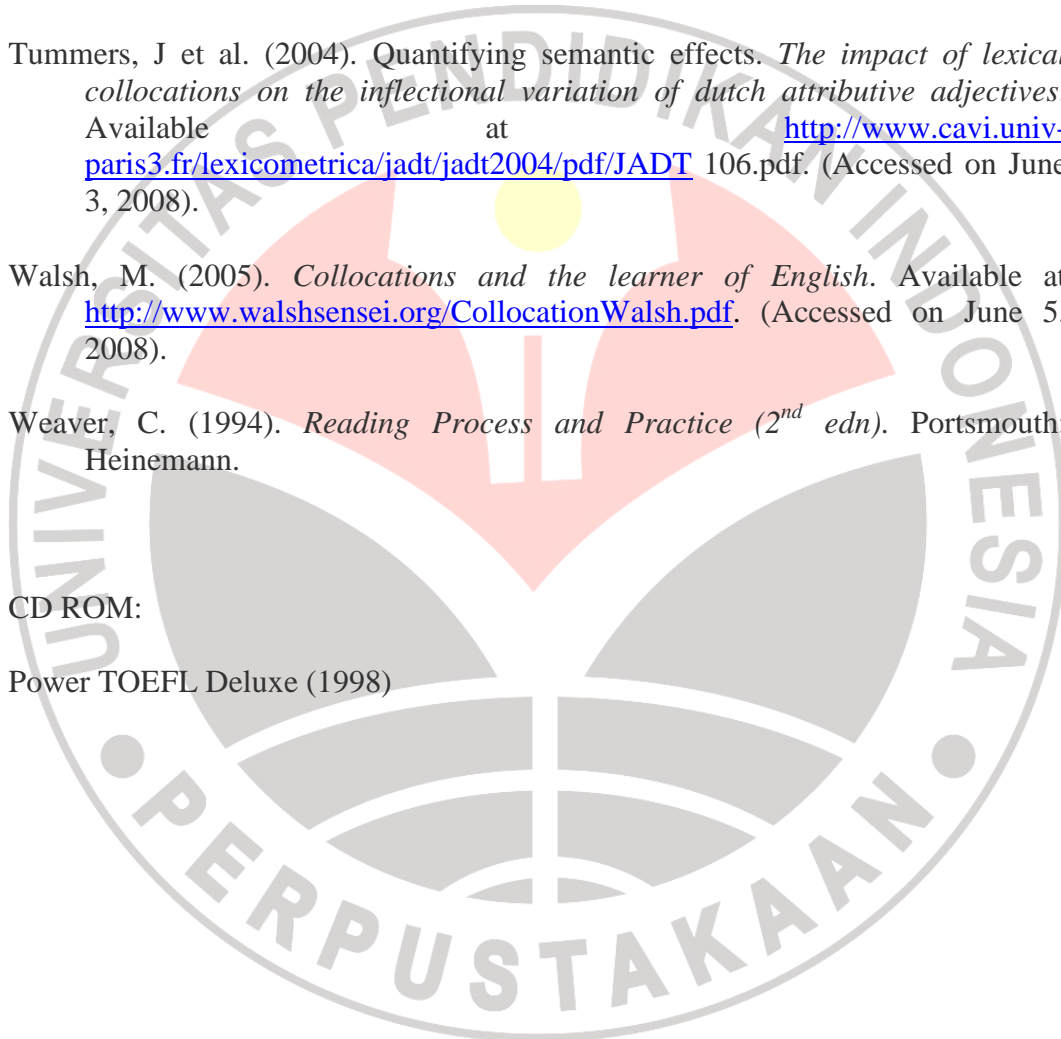 Tummers, J et al. (2004). Quantifying semantic effects. The impact of lexical
collocations on the inflectional variation of dutch attributive adjectives.
Available at http://www.cavi.univ-
paris3.fr/lexicometrica/jadt/jadt2004/pdf/JADT 106.pdf. (Accessed on June
3, 2008).
Walsh, M. (2005). Collocations and the learner of English. Available at
http://www.walshsensei.org/CollocationWalsh.pdf. (Accessed on June 5,
2008).
Weaver, C. (1994). Reading Process and Practice (2nd edn). Portsmouth:
Heinemann.
CD ROM:
Power TOEFL Deluxe (1998)
UNIVERSITAS PENDIDIKAN INDONESIA
PERPUSTAKAAN